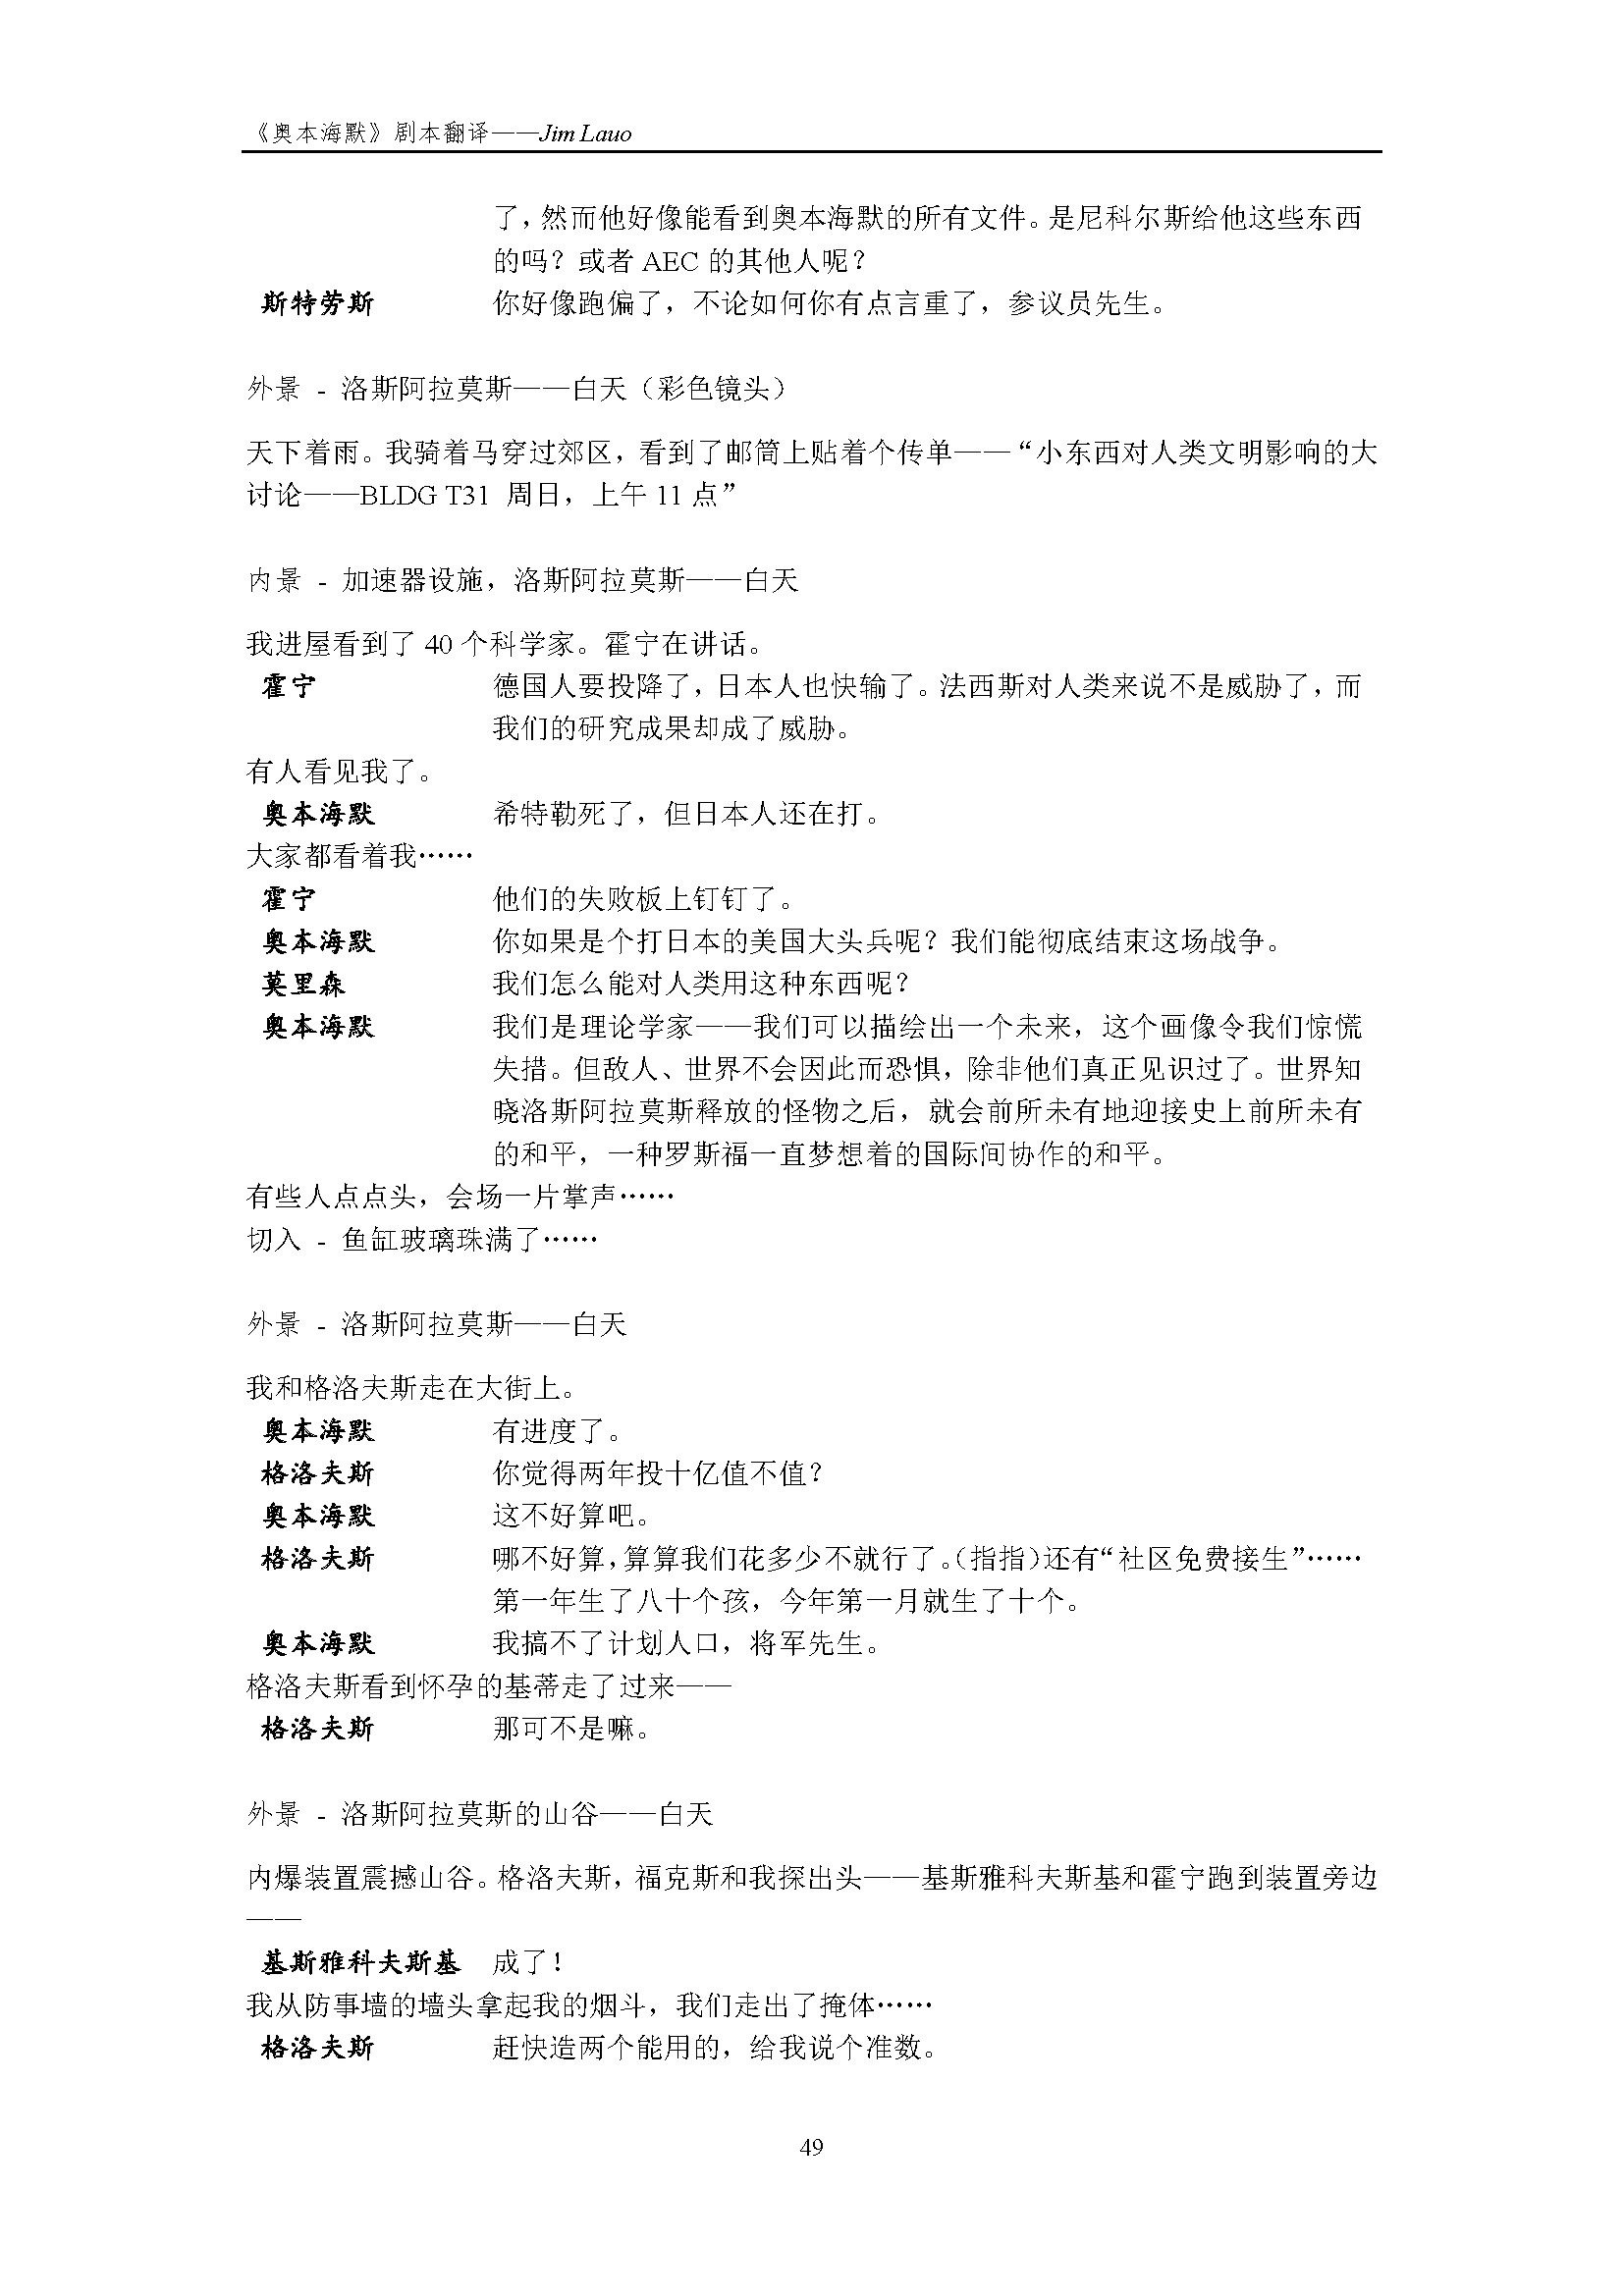 《奥本海默》剧本翻译——Jim Lauo
了，然而他好像能看到奥本海默的所有文件。是尼科尔斯给他这些东西
的吗？或者 AEC 的其他人呢？
斯特劳斯 你好像跑偏了，不论如何你有点言重了，参议员先生。
外景 - 洛斯阿拉莫斯——白天（彩色镜头）
天下着雨。我骑着马穿过郊区，看到了邮筒上贴着个传单——“小东西对人类文明影响的大
讨论——BLDG T31 周日，上午 11 点”
内景 - 加速器设施，洛斯阿拉莫斯——白天
我进屋看到了 40 个科学家。霍宁在讲话。
霍宁 德国人要投降了，日本人也快输了。法西斯对人类来说不是威胁了，而
我们的研究成果却成了威胁。
有人看见我了。
奥本海默 希特勒死了，但日本人还在打。
大家都看着我……
霍宁 他们的失败板上钉钉了。
奥本海默 你如果是个打日本的美国大头兵呢？我们能彻底结束这场战争。
莫里森 我们怎么能对人类用这种东西呢？
奥本海默 我们是理论学家——我们可以描绘出一个未来，这个画像令我们惊慌
失措。但敌人、世界不会因此而恐惧，除非他们真正见识过了。世界知
晓洛斯阿拉莫斯释放的怪物之后，就会前所未有地迎接史上前所未有
的和平，一种罗斯福一直梦想着的国际间协作的和平。
有些人点点头，会场一片掌声……
切入 - 鱼缸玻璃珠满了……
外景 - 洛斯阿拉莫斯——白天
我和格洛夫斯走在大街上。
奥本海默 有进度了。
格洛夫斯 你觉得两年投十亿值不值？
奥本海默 这不好算吧。
格洛夫斯 哪不好算，算算我们花多少不就行了。（指指）还有“社区免费接生”……
第一年生了八十个孩，今年第一月就生了十个。
奥本海默 我搞不了计划人口，将军先生。
格洛夫斯看到怀孕的基蒂走了过来——
格洛夫斯 那可不是嘛。
外景 - 洛斯阿拉莫斯的山谷——白天
内爆装置震撼山谷。格洛夫斯，福克斯和我探出头——基斯雅科夫斯基和霍宁跑到装置旁边
——
基斯雅科夫斯基 成了！
我从防事墙的墙头拿起我的烟斗，我们走出了掩体……
格洛夫斯 赶快造两个能用的，给我说个准数。
49